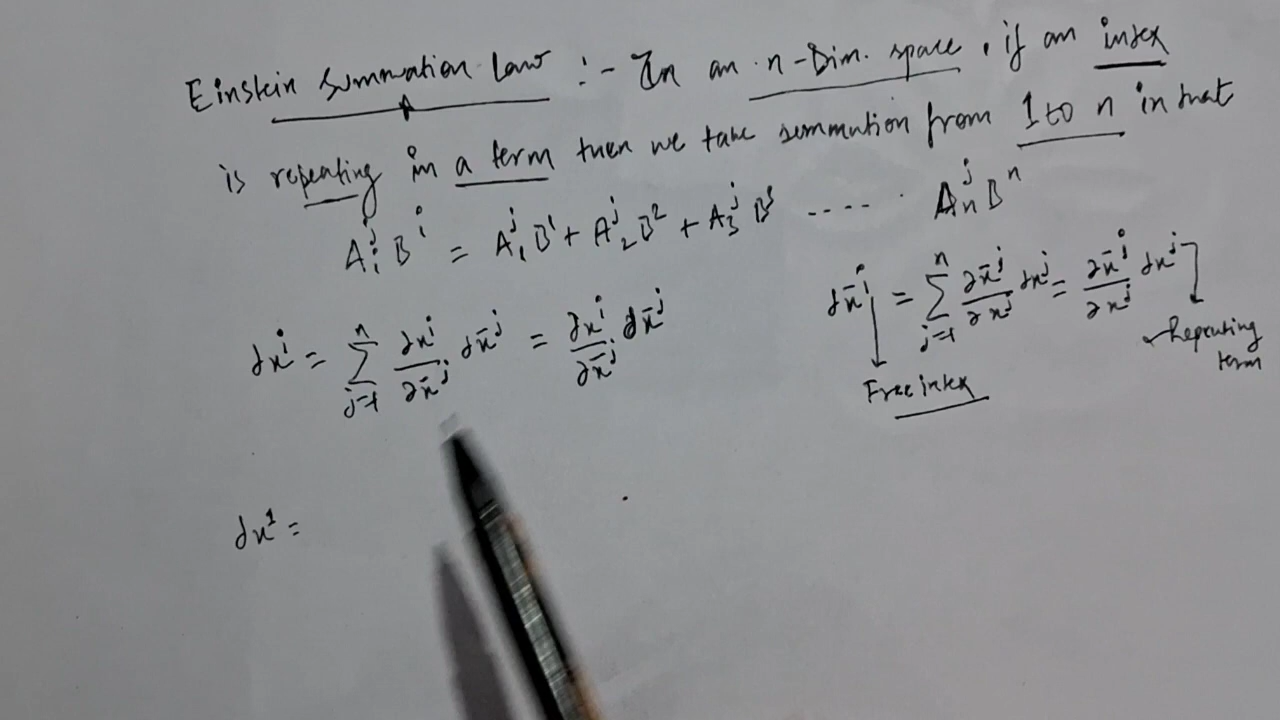 Einstein Summation Law :- In an n-Dim. space, if an index
is repeating in a term then we take summation from 1 to n in that
A^j_i B^i = A^j_1 B^1 + A^j_2 B^2 + A^j_3 B^3 ---- . A^j_n B^n
dx^i = Σ_{j=1}^n ∂x^i/∂x̄^j dx̄^j = ∂x^i/∂x̄^j dx̄^j
dx̄^i = Σ_{j=1}^n ∂x̄^i/∂x^j dx^j = ∂x̄^i/∂x^j dx^j
Free index
Repeating
term
dx^1 =